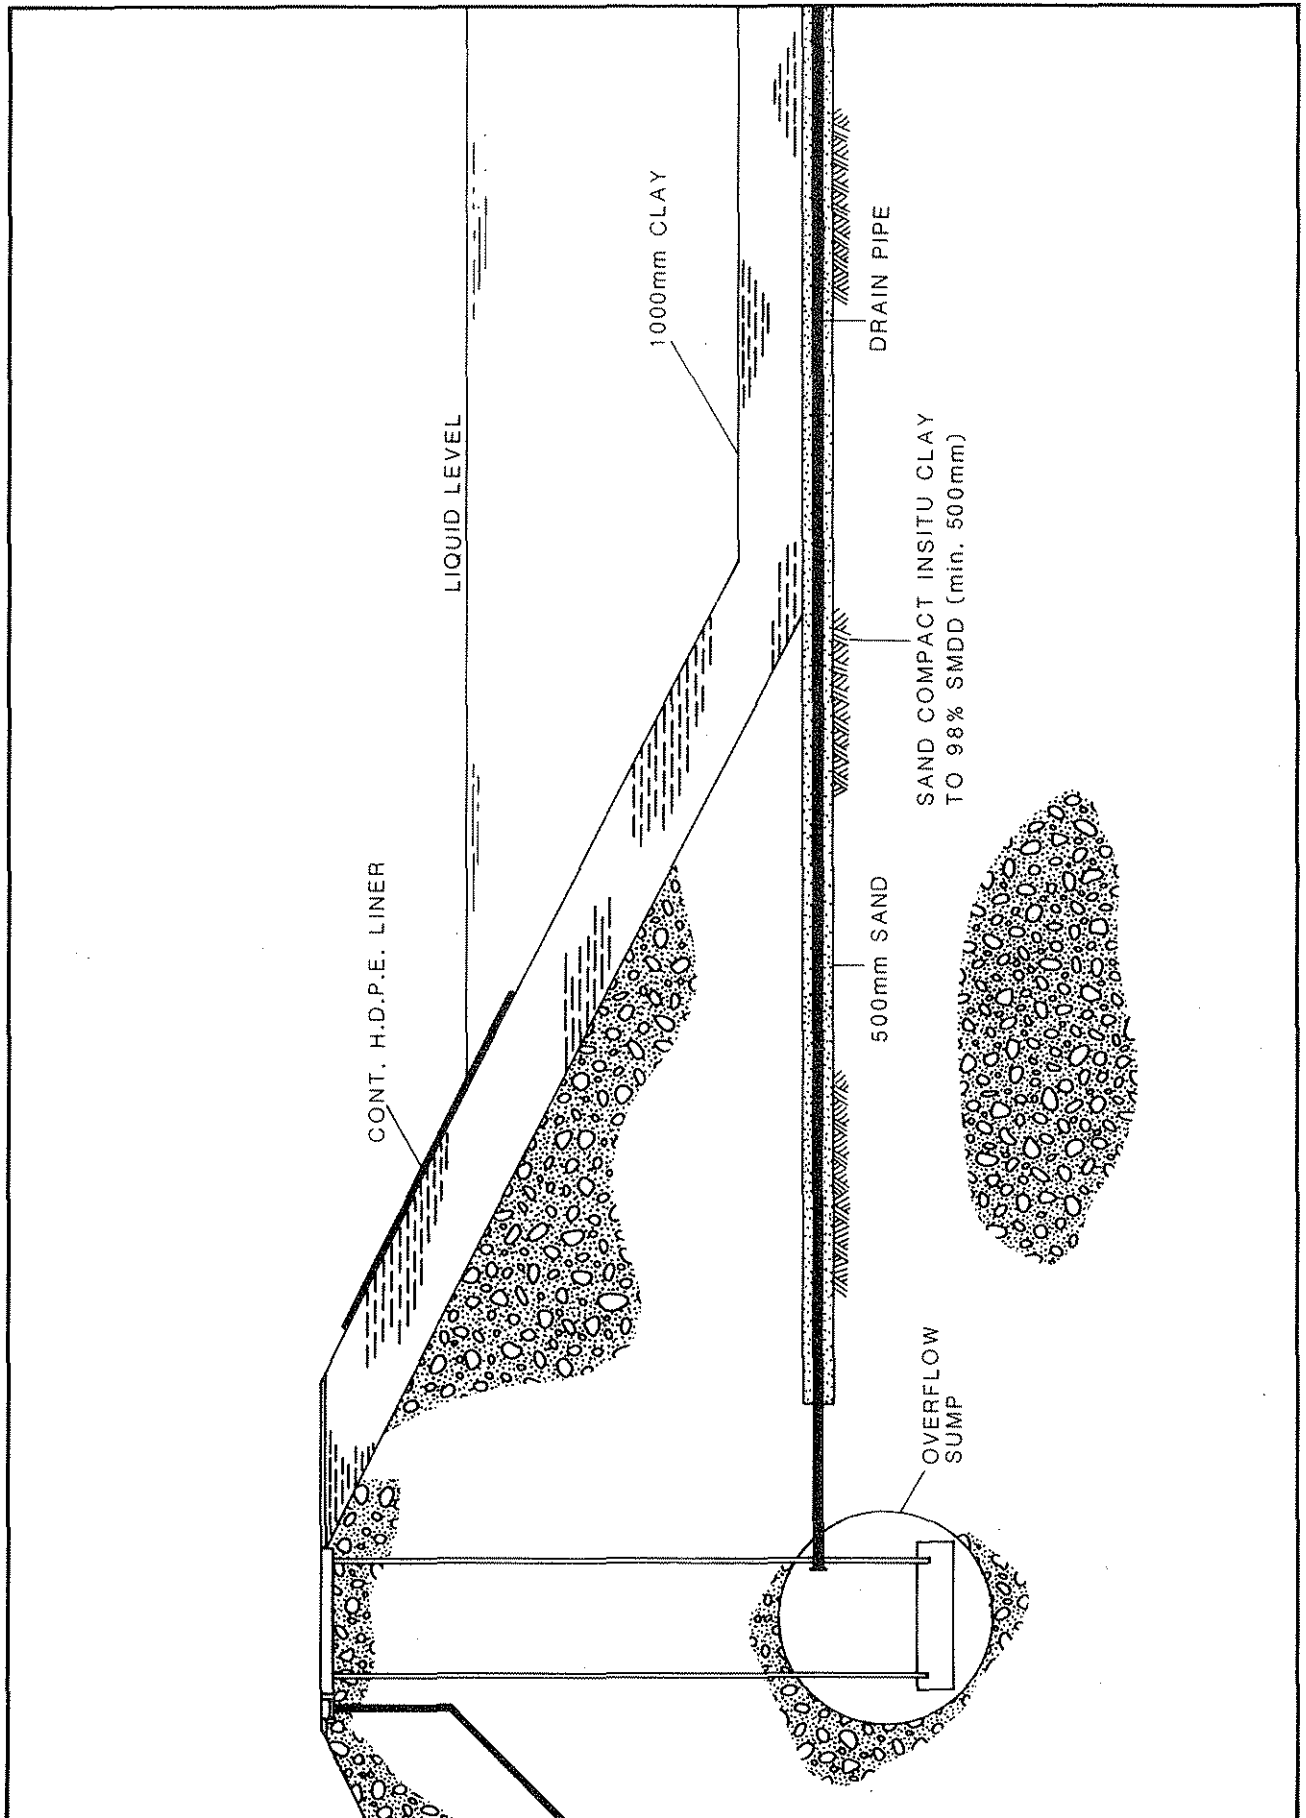 CONT. H.D.P.E. LINER
LIQUID LEVEL
1000mm CLAY
OVERFLOW
SUMP
500mm SAND
SAND COMPACT INSITU CLAY
TO 98% SMDD (min. 500mm)
DRAIN PIPE